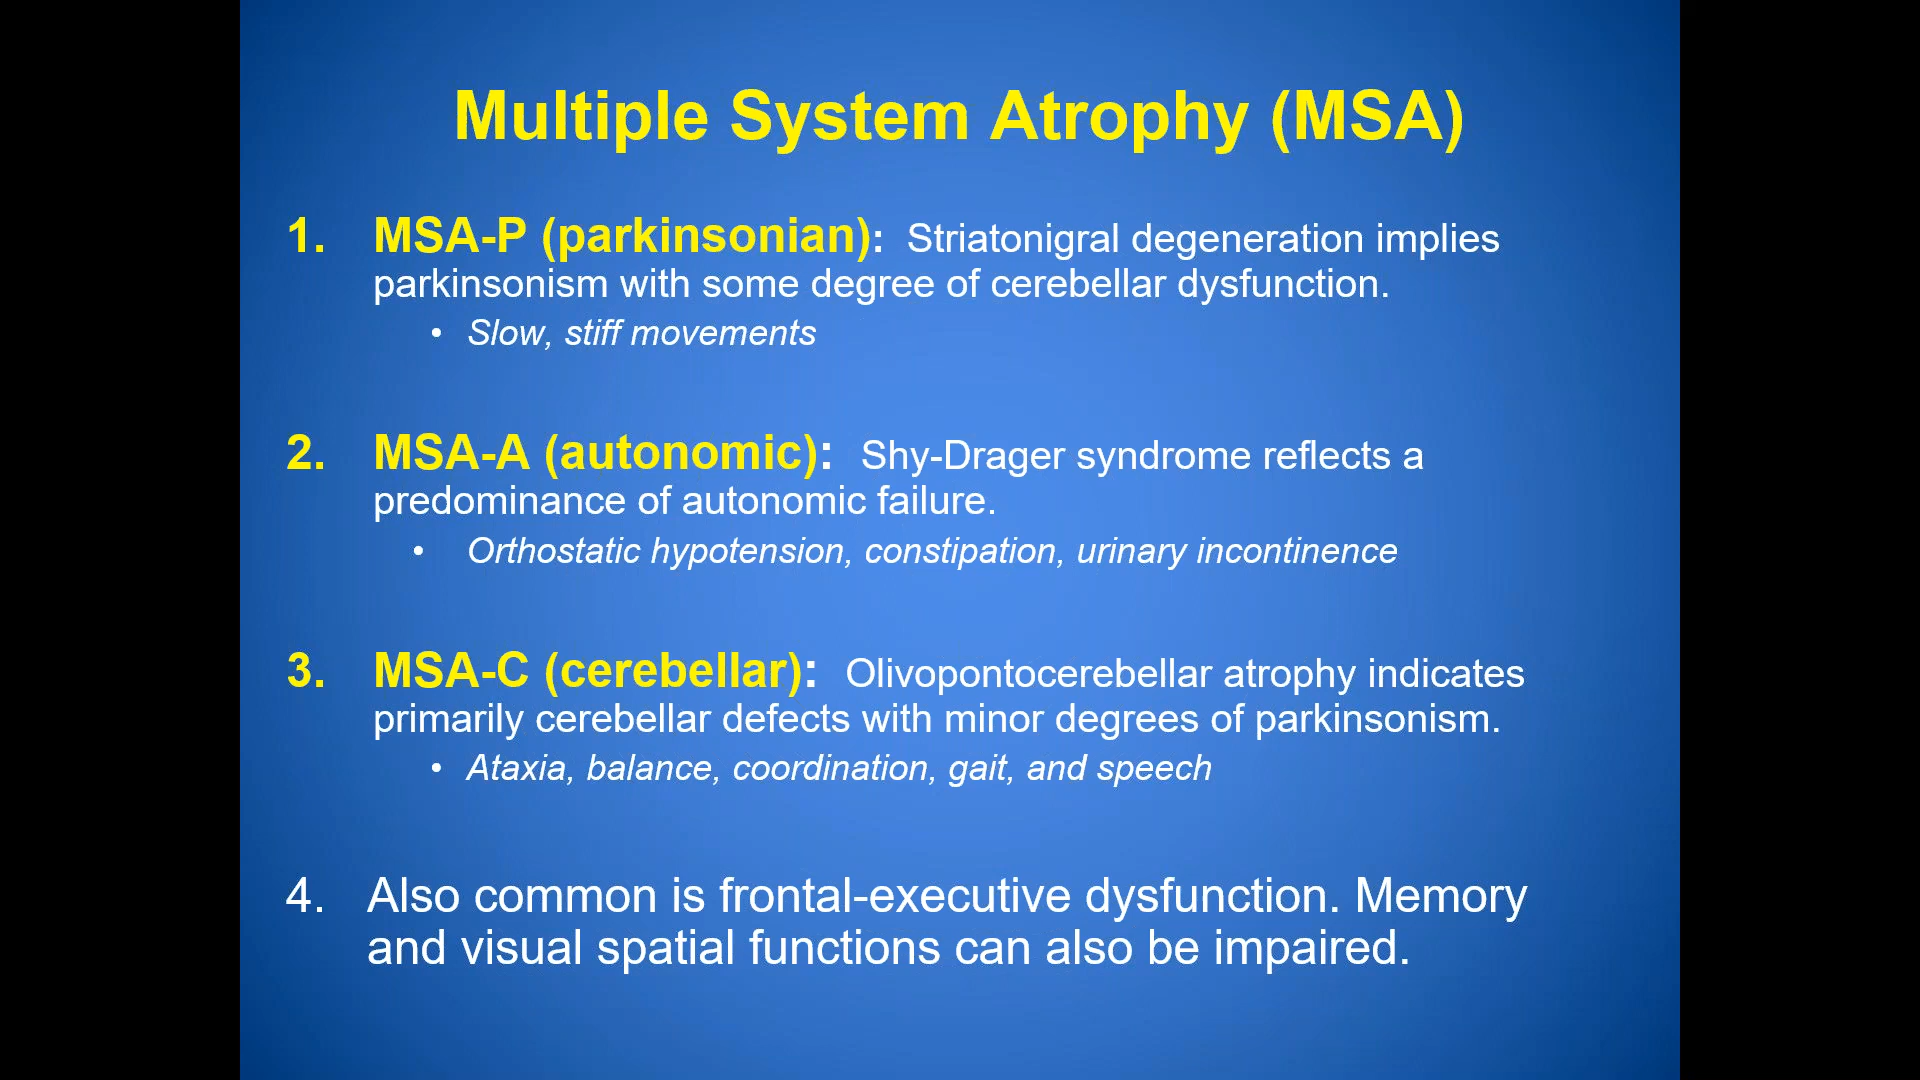 Multiple System Atrophy (MSA)
1. MSA-P (parkinsonian): Striatonigral degeneration implies
parkinsonism with some degree of cerebellar dysfunction.
• Slow, stiff movements
2. MSA-A (autonomic): Shy-Drager syndrome reflects a
predominance of autonomic failure.
• Orthostatic hypotension, constipation, urinary incontinence
3. MSA-C (cerebellar): Olivopontocerebellar atrophy indicates
primarily cerebellar defects with minor degrees of parkinsonism.
• Ataxia, balance, coordination, gait, and speech
4. Also common is frontal-executive dysfunction. Memory
and visual spatial functions can also be impaired.